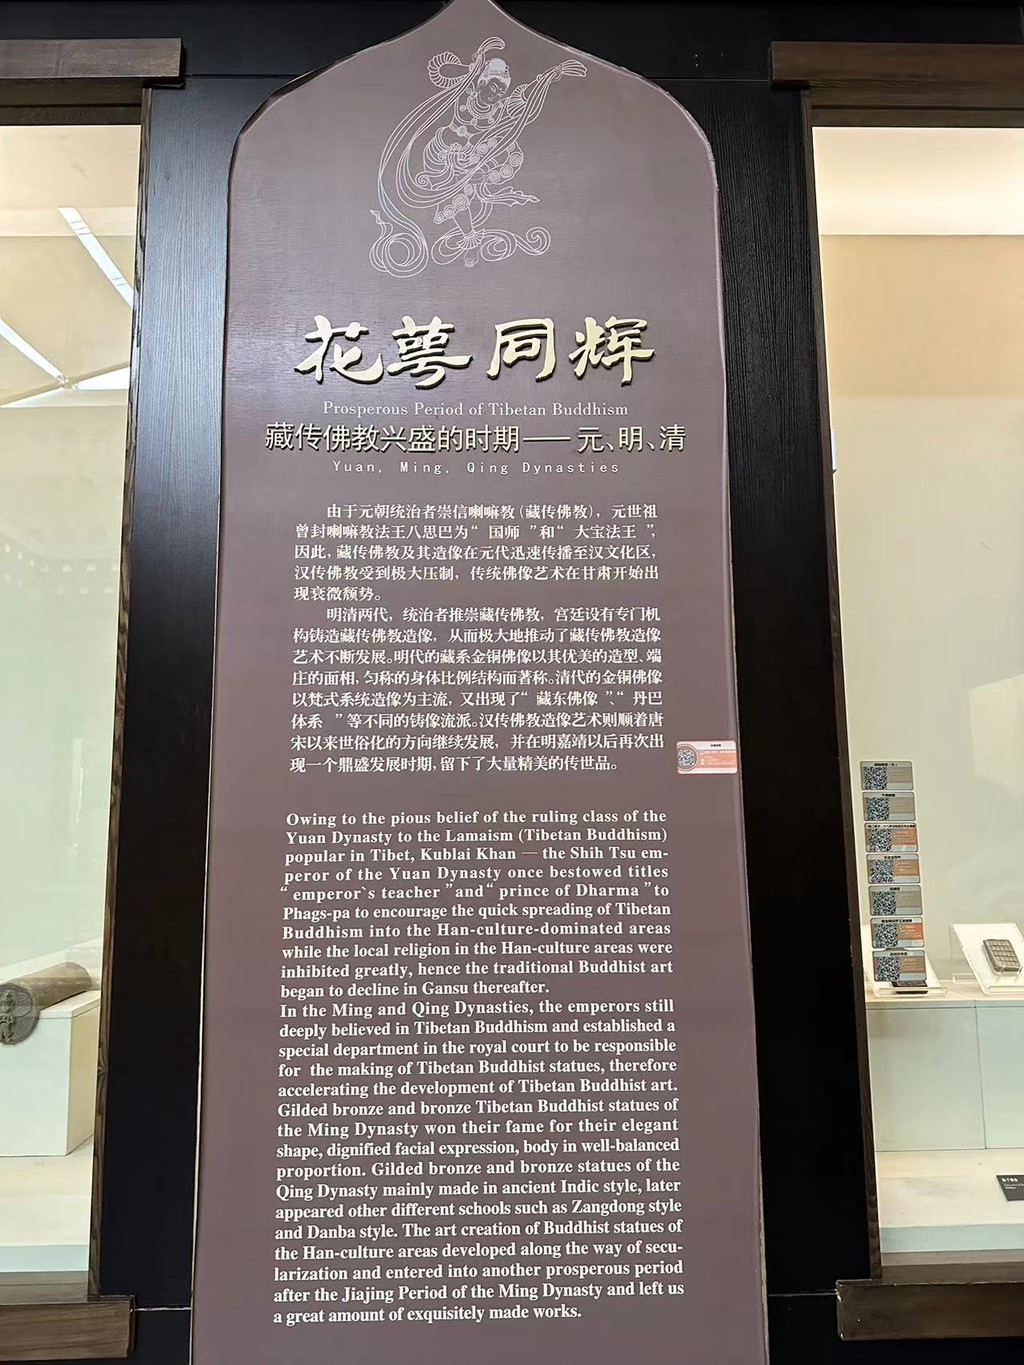 花萼同辉
Prosperous Period of Tibetan Buddhism
藏传佛教兴盛的时期——元、明、清
Yuan, Ming, Qing Dynasties
由于元朝统治者崇信喇嘛教(藏传佛教)，元世祖
曾封喇嘛教法王八思巴为“国师”和“大宝法王”，
因此，藏传佛教及其造像在元代迅速传播至汉文化区，
汉传佛教受到极大压制，传统佛像艺术在甘肃开始出
现衰微颓势。
明清两代，统治者推崇藏传佛教，宫廷设有专门机
构铸造藏传佛教造像，从而极大地推动了藏传佛教造像
艺术不断发展。明代的藏系金铜佛像以其优美的造型、端
庄的面相，匀称的身体比例结构而著称。清代的金铜佛像
以梵式系统造像为主流，又出现了“藏东佛像”、“丹巴
体系”等不同的铸像流派。汉传佛教造像艺术则顺着唐
宋以来世俗化的方向继续发展，并在明嘉靖以后再次出
现一个鼎盛发展时期，留下了大量精美的传世品。
Owing to the pious belief of the ruling class of the
Yuan Dynasty to the Lamaism (Tibetan Buddhism)
popular in Tibet, Kublai Khan — the Shih Tsu em-
peror of the Yuan Dynasty once bestowed titles
“emperor`s teacher”and“prince of Dharma”to
Phags-pa to encourage the quick spreading of Tibetan
Buddhism into the Han-culture-dominated areas
while the local religion in the Han-culture areas were
inhibited greatly, hence the traditional Buddhist art
began to decline in Gansu thereafter.
In the Ming and Qing Dynasties, the emperors still
deeply believed in Tibetan Buddhism and established a
special department in the royal court to be responsible
for the making of Tibetan Buddhist statues, therefore
accelerating the development of Tibetan Buddhist art.
Gilded bronze and bronze Tibetan Buddhist statues of
the Ming Dynasty won their fame for their elegant
shape, dignified facial expression, body in well-balanced
proportion. Gilded bronze and bronze statues of the
Qing Dynasty mainly made in ancient Indic style, later
appeared other different schools such as Zangdong style
and Danba style. The art creation of Buddhist statues of
the Han-culture areas developed along the way of secu-
larization and entered into another prosperous period
after the Jiajing Period of the Ming Dynasty and left us
a great amount of exquisitely made works.